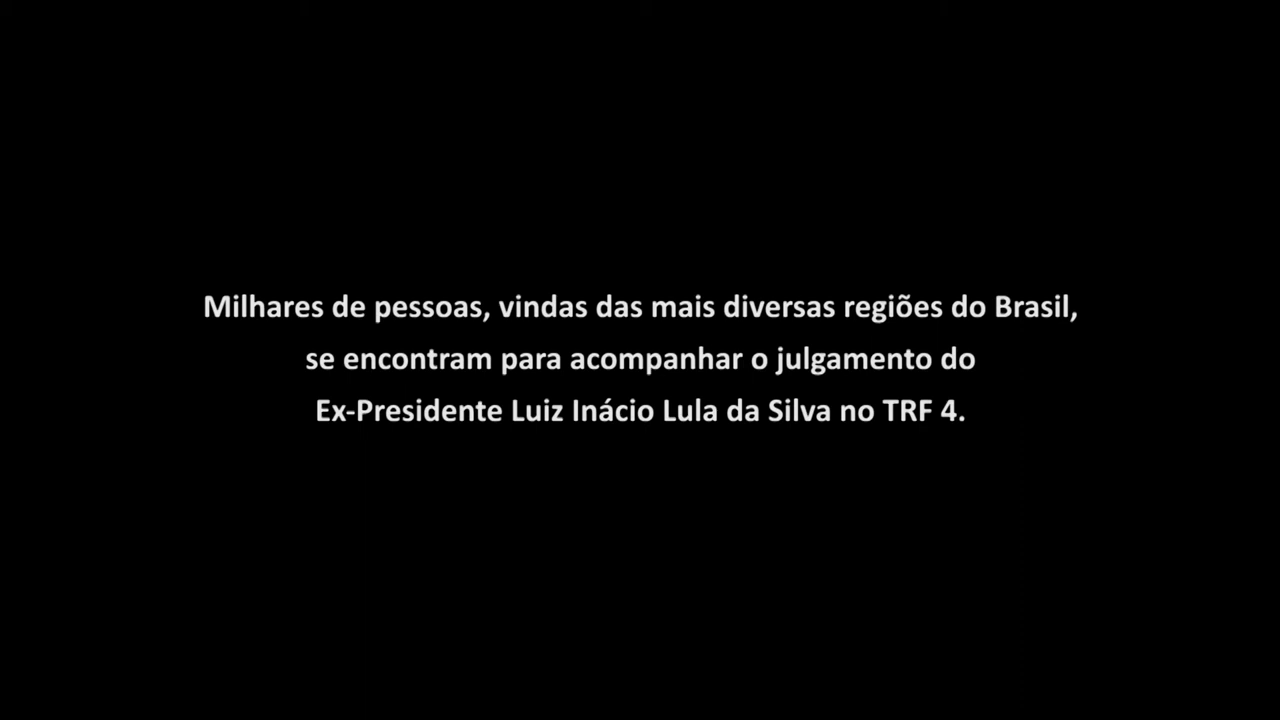 Milhares de pessoas, vindas das mais diversas regiões do Brasil,
se encontram para acompanhar o julgamento do
Ex-Presidente Luiz Inácio Lula da Silva no TRF 4.